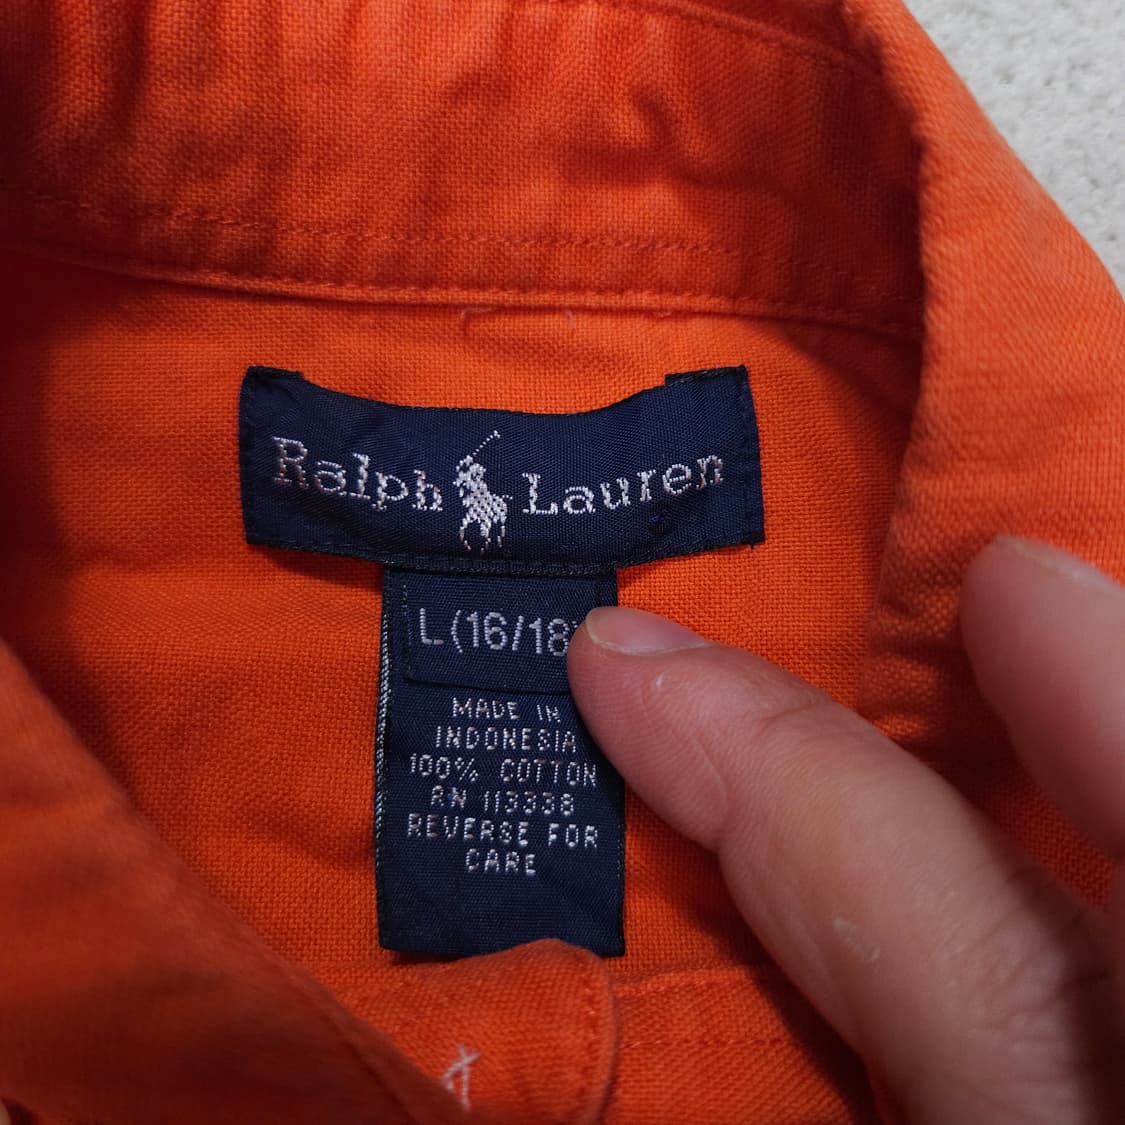 Ralph Lauren
L (16/18)
MADE IN
INDONESIA
100% COTTON
RN 113338
REVERSE FOR
CARE